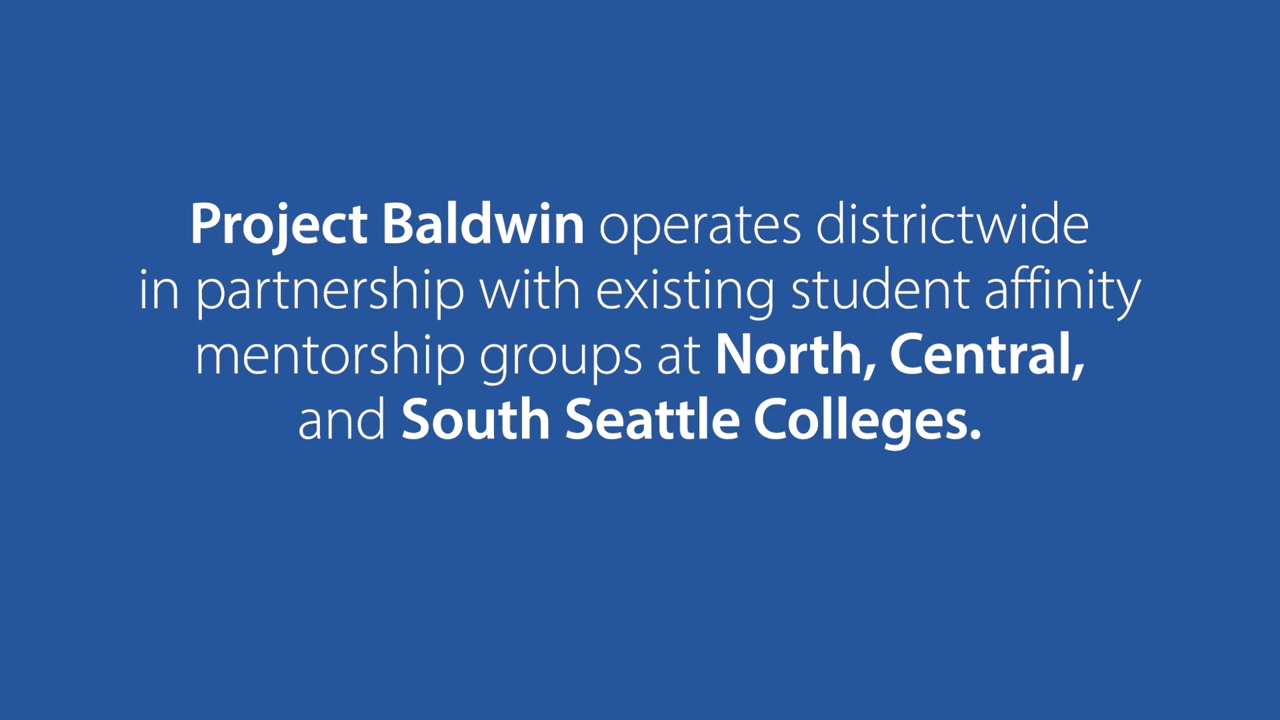 Project Baldwin operates districtwide
in partnership with existing student affinity
mentorship groups at North, Central,
and South Seattle Colleges.